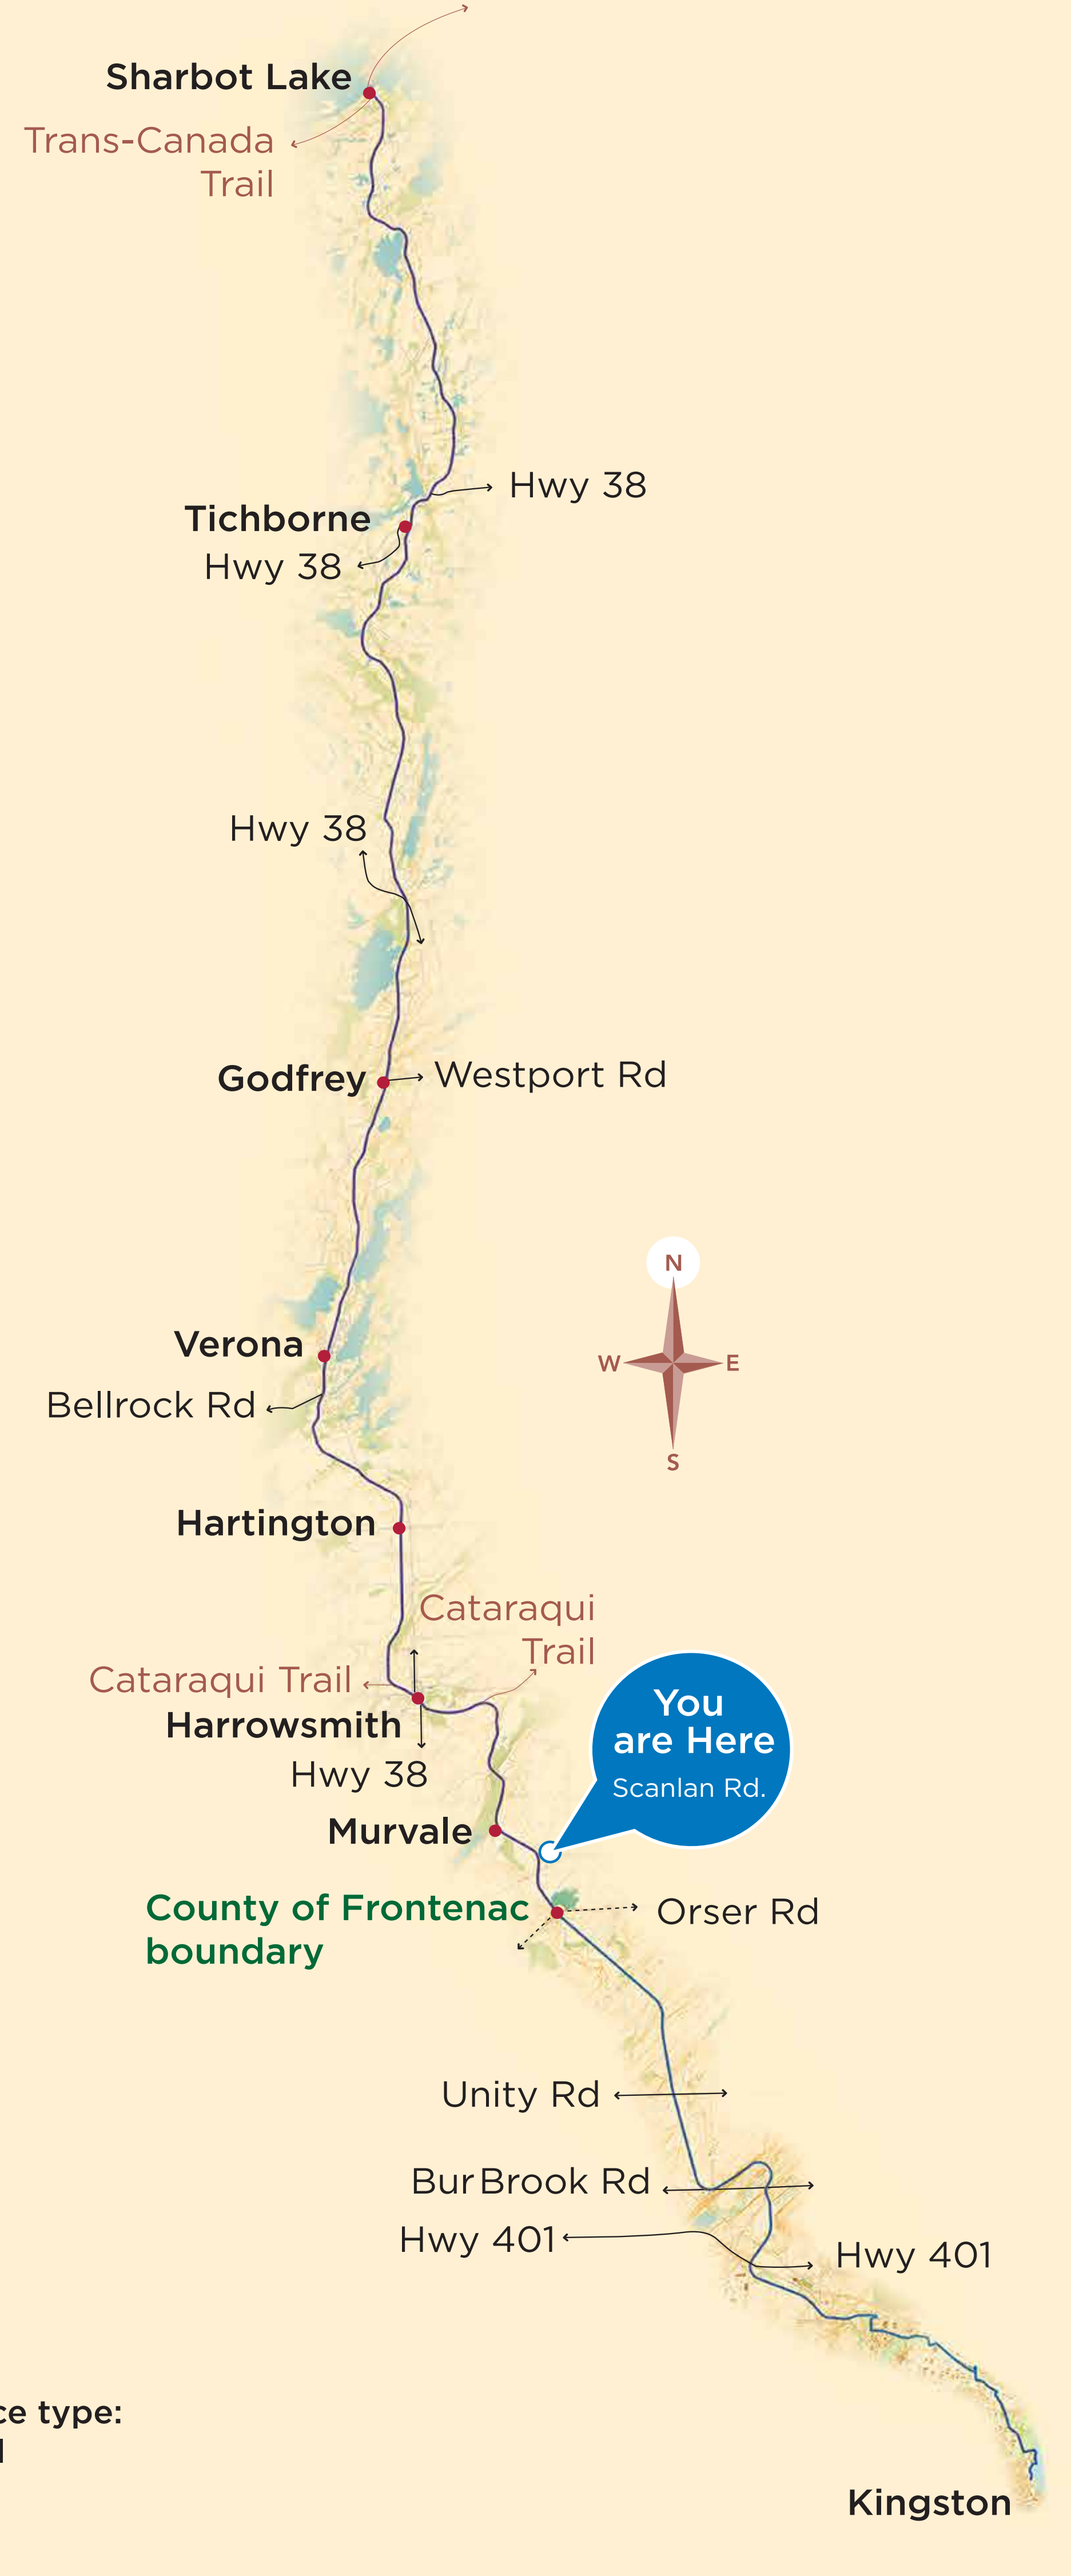 Sharbot Lake
Trans-Canada
Trail
Hwy 38
Tichborne
Hwy 38
Hwy 38
Godfrey
Westport Rd
N
W
E
S
Verona
Bellrock Rd
Hartington
Cataraqui
Trail
Cataraqui Trail
Harrowsmith
Hwy 38
You
are Here
Scanlan Rd.
Murvale
County of Frontenac
boundary
Orser Rd
Unity Rd
BurBrook Rd
Hwy 401
Hwy 401
type:
Kingston